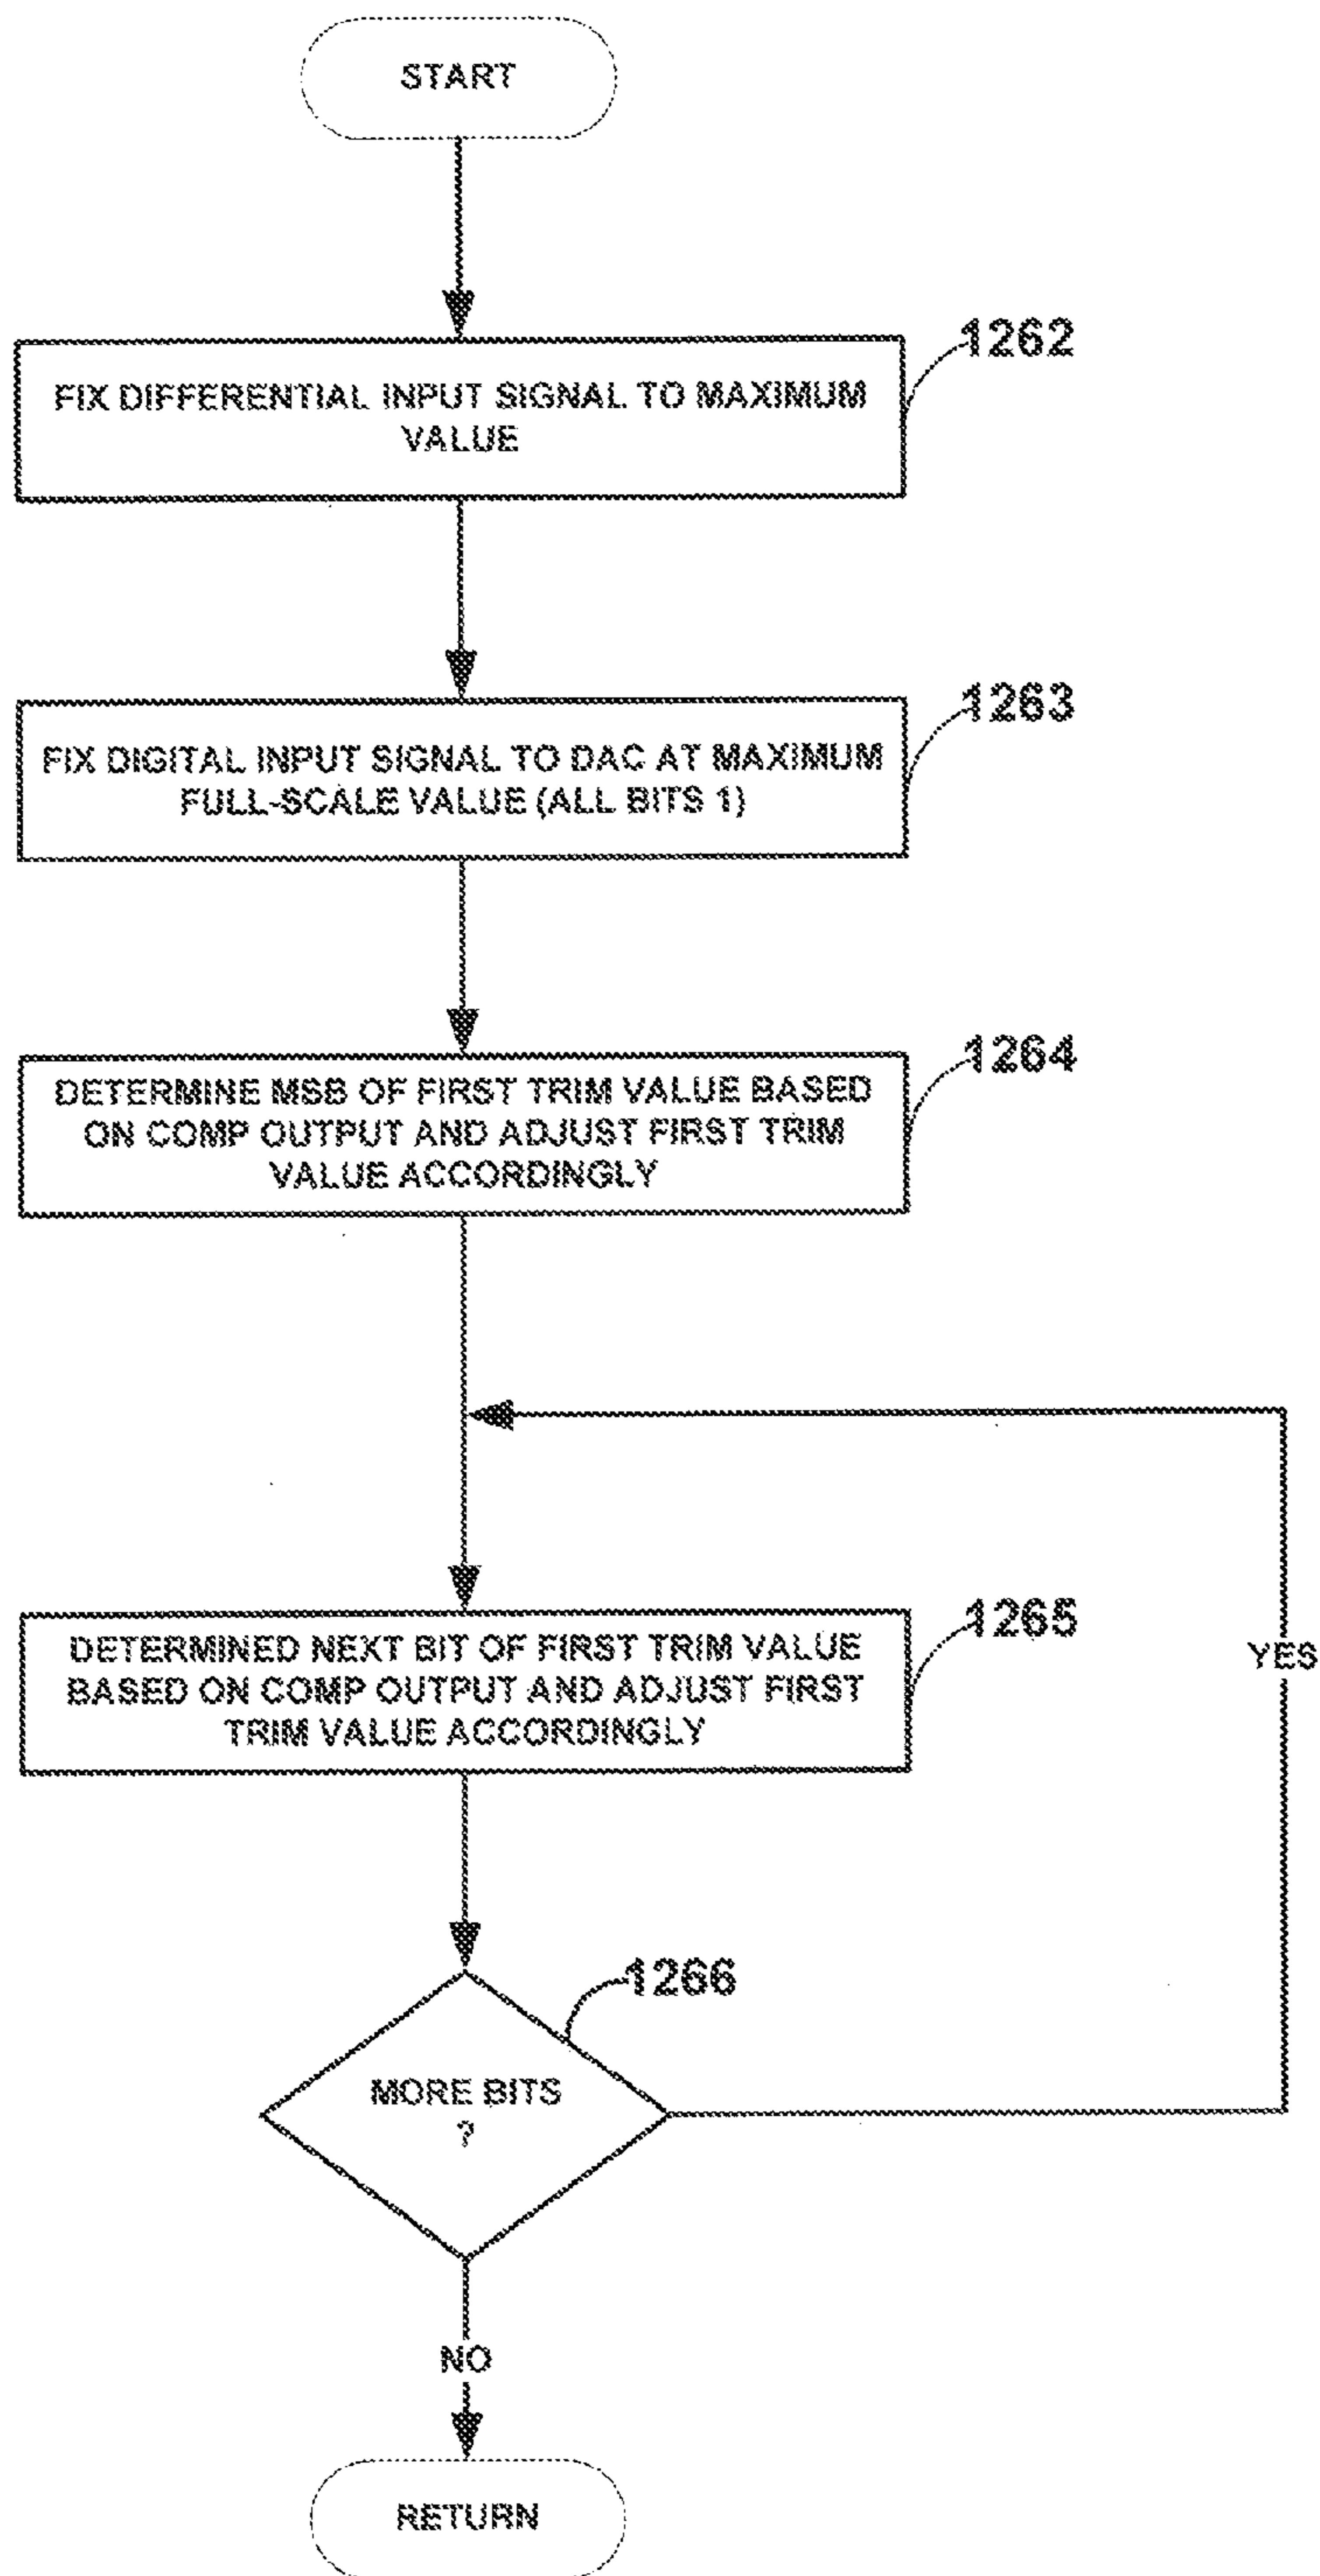 START
1262
FIX DIFFERENTIAL INPUT SIGNAL TO MAXIMUM
VALUE
1263
FIX DIGITAL INPUT SIGNAL TO DAC AT MAXIMUM
FULL-SCALE VALUE (ALL BITS 1)
1264
DETERMINE MSB OF FIRST TRIM VALUE BASED
ON COMP OUTPUT AND ADJUST FIRST TRIM
VALUE ACCORDINGLY
1265
DETERMINED NEXT BIT OF FIRST TRIM VALUE
BASED ON COMP OUTPUT AND ADJUST FIRST
TRIM VALUE ACCORDINGLY
YES
1266
MORE BITS
?
NO
RETURN